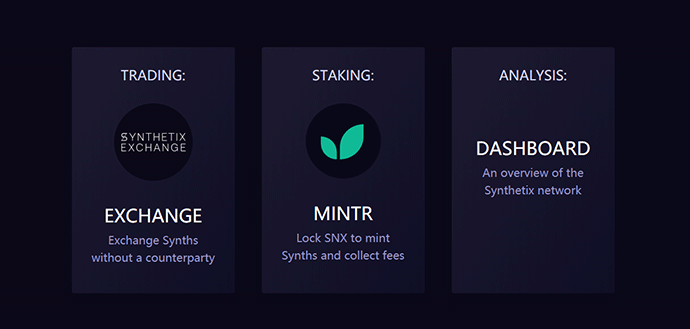 TRADING:
SYNTHETIX
EXCHANGE
EXCHANGE
Exchange Synths
without a counterparty
STAKING:
MINTR
Lock SNX to mint
Synths and collect fees
ANALYSIS:
DASHBOARD
An overview of the
Synthetix network